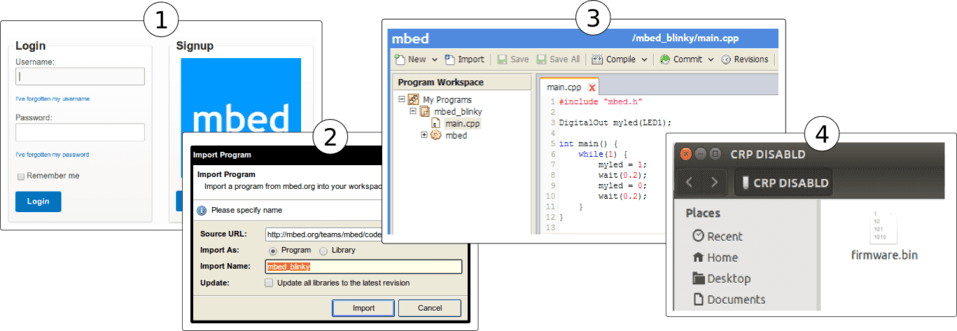 1
Login
Username:
I've forgotten my username
Password:
I've forgotten my password
Remember me
Login
Signup
mbed
2
Import Program
Import Program
Import a program from mbed.org into your workspac
Please specify name
Source URL: http://mbed.org/teams/mbed/code
Import As: Program Library
Import Name: mbed_blinky
Update: Update all libraries to the latest revision
Import Cancel
3
mbed /mbed_blinky/main.cpp
New Import Save Save All Compile Commit Revisions
Program Workspace
My Programs
mbed_blinky
main.cpp
mbed
main.cpp X
1 #include "mbed.h"
2
3 DigitalOut myled(LED1);
4
5 int main() {
6 while(1) {
7 myled = 1;
8 wait(0.2);
9 myled = 0;
10 wait(0.2);
11 }
12 }
13
4
CRP DISABLD
CRP DISABLD
Places
Recent
Home
Desktop
Documents
1
10
101
1010
firmware.bin